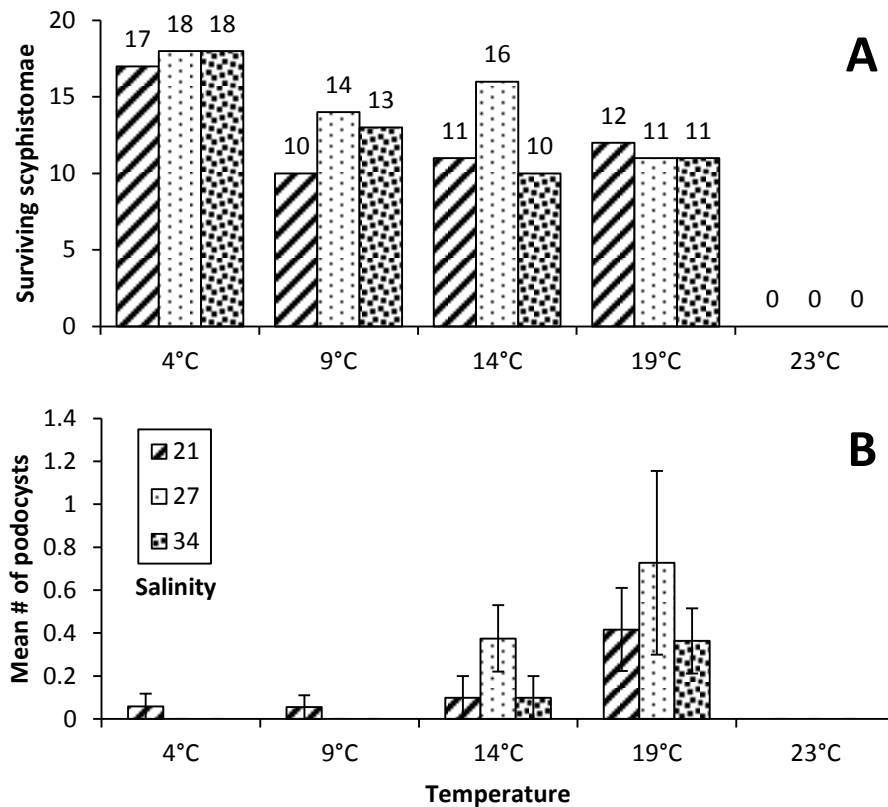 A
Surviving scyphistomae
20
15
10
5
0
17 18 18
10 14 13
11 16 10
12 11 11
0 0 0
4°C 9°C 14°C 19°C 23°C
B
Mean # of podocysts
1.4
1.2
1
0.8
0.6
0.4
0.2
0
21
27
34
Salinity
4°C 9°C 14°C 19°C 23°C
Temperature